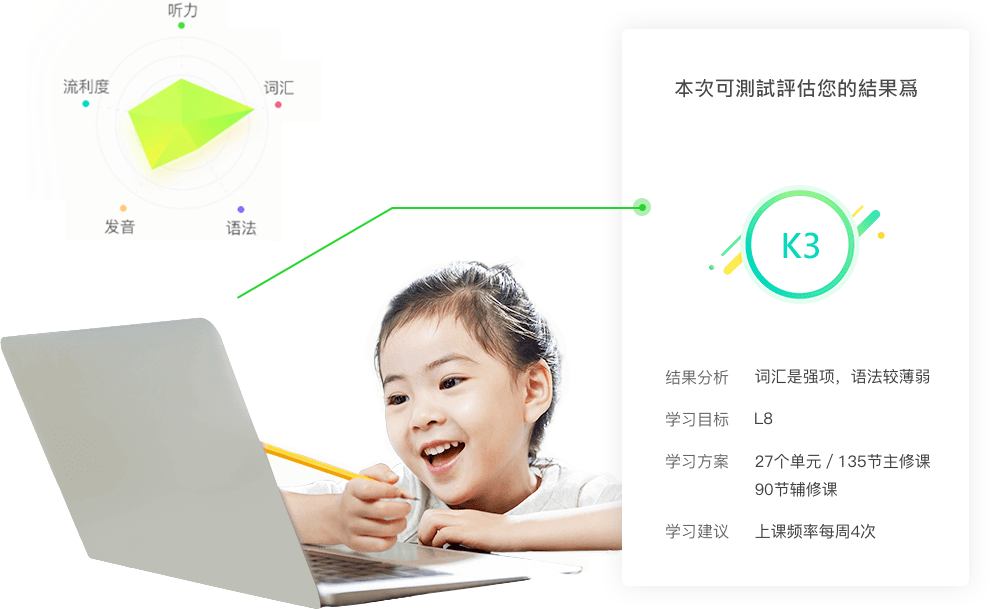 听力
流利度
词汇
发音
语法
本次可測試評估您的結果爲
K3
结果分析 词汇是强项，语法较薄弱
学习目标 L8
学习方案 27个单元 / 135节主修课
90节辅修课
学习建议 上课频率每周4次